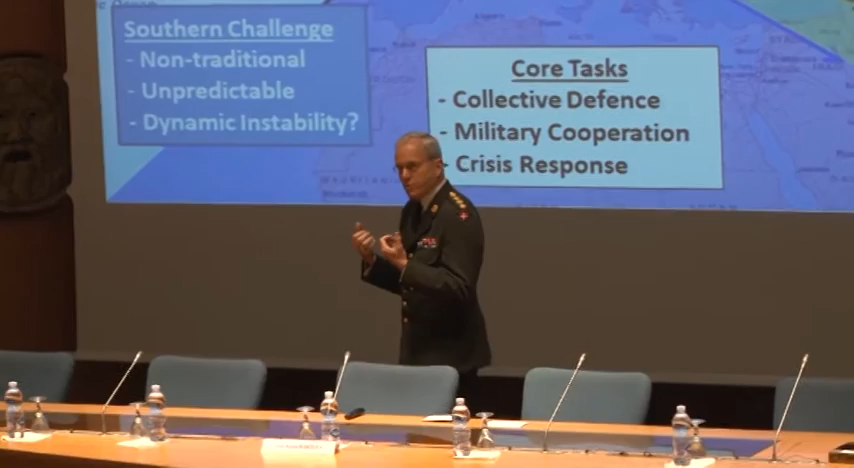 Southern Challenge
- Non-traditional
- Unpredictable
- Dynamic Instability?
Core Tasks
- Collective Defence
- Military Cooperation
- Crisis Response